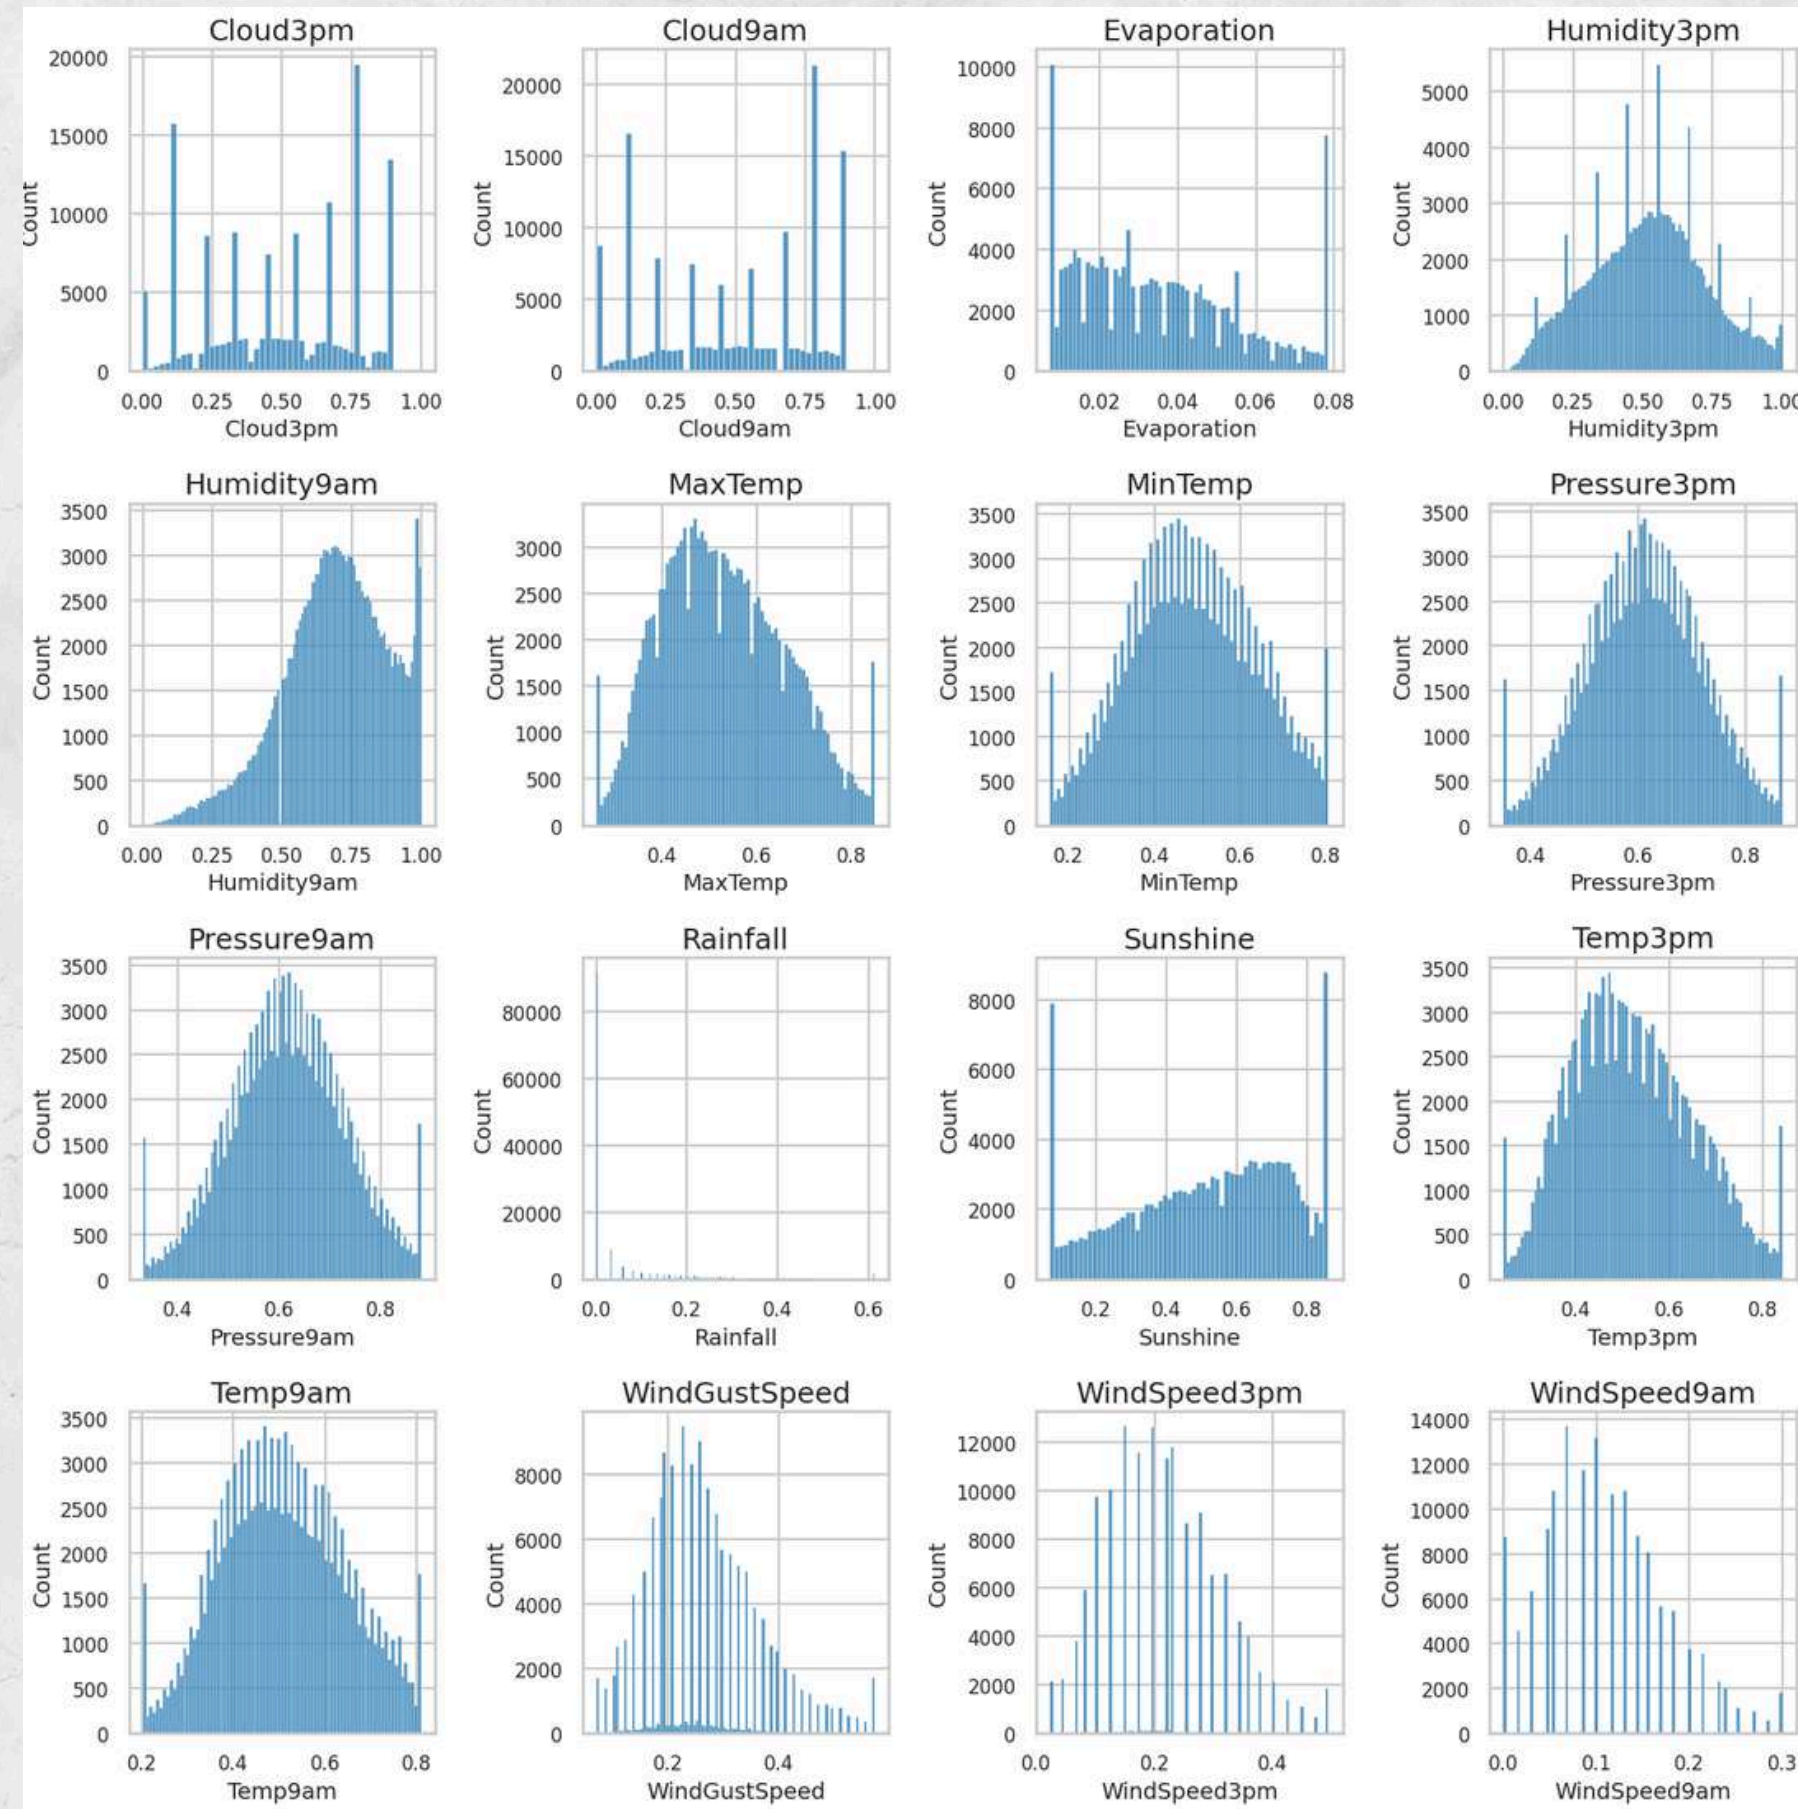 Cloud3pm
20000
15000
10000
5000
0
Count
0.00 0.25 0.50 0.75 1.00
Cloud3pm
Cloud9am
20000
15000
10000
5000
0
Count
0.00 0.25 0.50 0.75 1.00
Cloud9am
Evaporation
10000
8000
6000
4000
2000
0
Count
0.02 0.04 0.06 0.08
Evaporation
Humidity3pm
5000
4000
3000
2000
1000
0
Count
0.00 0.25 0.50 0.75 1.00
Humidity3pm
Humidity9am
3500
3000
2500
2000
1500
1000
500
0
Count
0.00 0.25 0.50 0.75 1.00
Humidity9am
MaxTemp
3000
2500
2000
1500
1000
500
0
Count
0.4 0.6 0.8
MaxTemp
MinTemp
3500
3000
2500
2000
1500
1000
500
0
Count
0.2 0.4 0.6 0.8
MinTemp
Pressure3pm
3500
3000
2500
2000
1500
1000
500
0
Count
0.4 0.6 0.8
Pressure3pm
Pressure9am
3500
3000
2500
2000
1500
1000
500
0
Count
0.4 0.6 0.8
Pressure9am
Rainfall
80000
60000
40000
20000
0
Count
0.0 0.2 0.4 0.6
Rainfall
Sunshine
8000
6000
4000
2000
0
Count
0.2 0.4 0.6 0.8
Sunshine
Temp3pm
3500
3000
2500
2000
1500
1000
500
0
Count
0.4 0.6 0.8
Temp3pm
Temp9am
3500
3000
2500
2000
1500
1000
500
0
Count
0.2 0.4 0.6 0.8
Temp9am
WindGustSpeed
8000
6000
4000
2000
0
Count
0.2 0.4
WindGustSpeed
WindSpeed3pm
12000
10000
8000
6000
4000
2000
0
Count
0.0 0.2 0.4
WindSpeed3pm
WindSpeed9am
14000
12000
10000
8000
6000
4000
2000
0
Count
0.0 0.1 0.2 0.3
WindSpeed9am